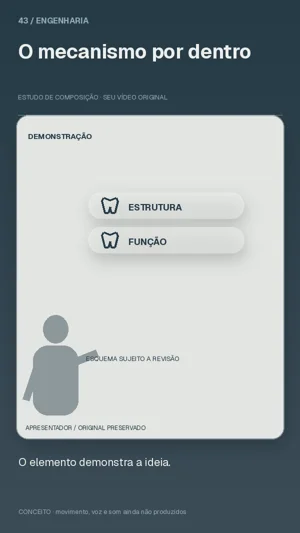 43 / ENGENHARIA
O mecanismo por dentro
ESTUDO DE COMPOSIÇÃO · SEU VÍDEO ORIGINAL
DEMONSTRAÇÃO
ESTRUTURA
FUNÇÃO
ESQUEMA SUJEITO A REVISÃO
APRESENTADOR / ORIGINAL PRESERVADO
O elemento demonstra a ideia.
CONCEITO · movimento, voz e som ainda não produzidos